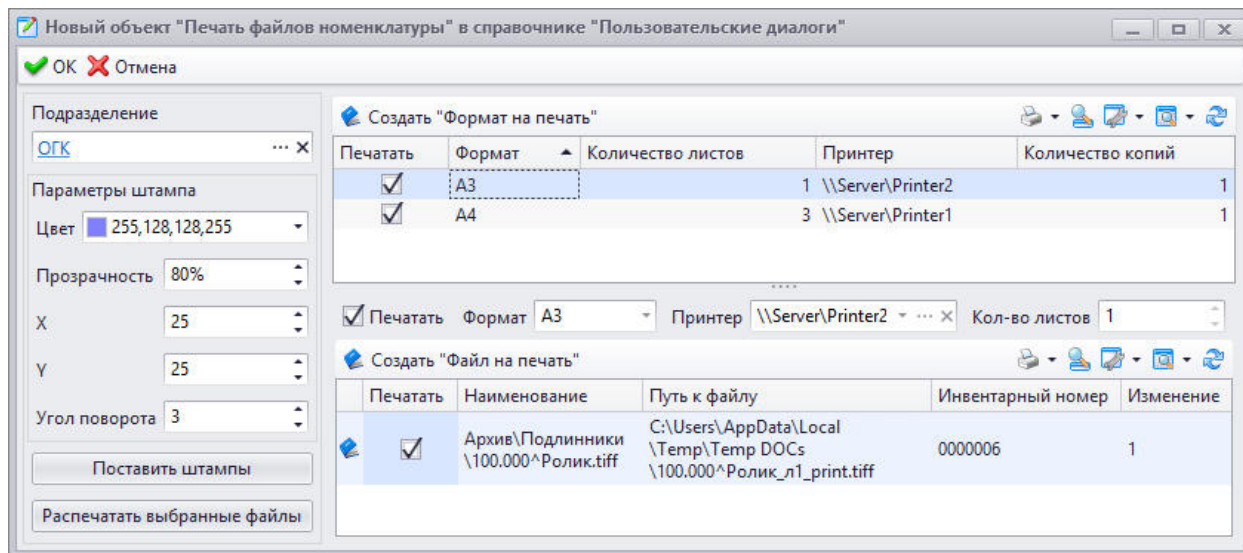 Новый объект "Печать файлов номенклатуры" в справочнике "Пользовательские диалоги"
ОК Отмена
Подразделение
ОГК
Параметры штампа
Цвет 255,128,128,255
Прозрачность 80%
X 25
Y 25
Угол поворота 3
Поставить штампы
Распечатать выбранные файлы
Создать "Формат на печать"
Печатать Формат Количество листов Принтер Количество копий
А3 1 \\Server\Printer2 1
А4 3 \\Server\Printer1 1
Печатать Формат А3 Принтер \\Server\Printer2 Кол-во листов 1
Создать "Файл на печать"
Печатать Наименование Путь к файлу Инвентарный номер Изменение
Архив\Подлинники
\100.000^Ролик.tiff
C:\Users\AppData\Local
\Temp\Temp DOCs
\100.000^Ролик_л1_print.tiff
0000006
1